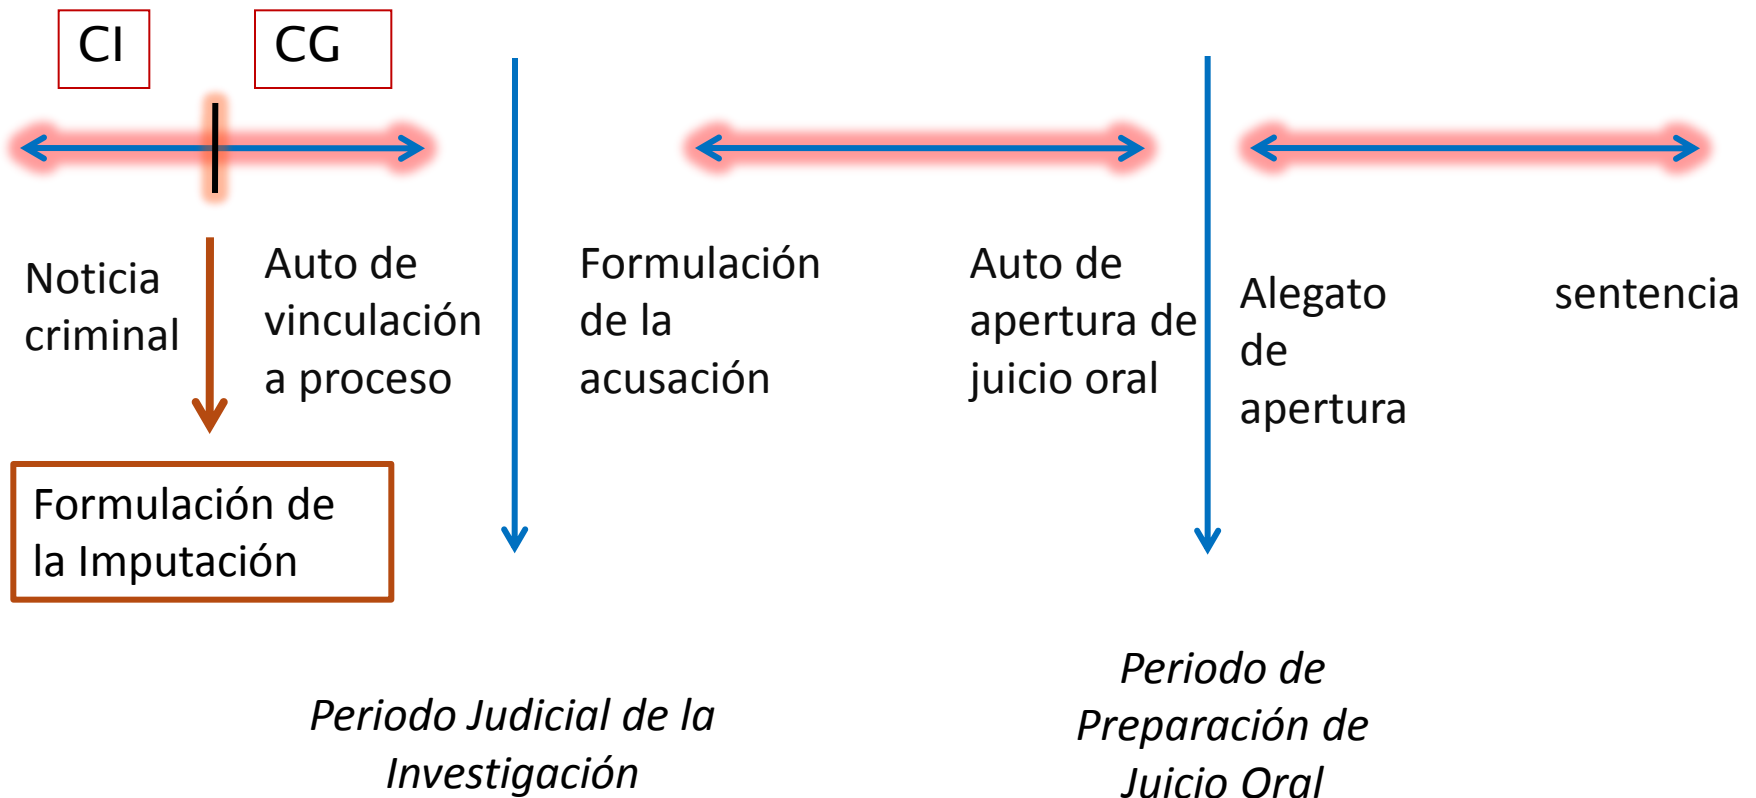 CI
CG
Noticia
criminal
Auto de
vinculación
a proceso
Formulación
de la
acusación
Auto de
apertura de
juicio oral
Alegato
de
apertura
sentencia
Formulación de
la Imputación
Periodo Judicial de la
Investigación
Periodo de
Preparación de
Juicio Oral